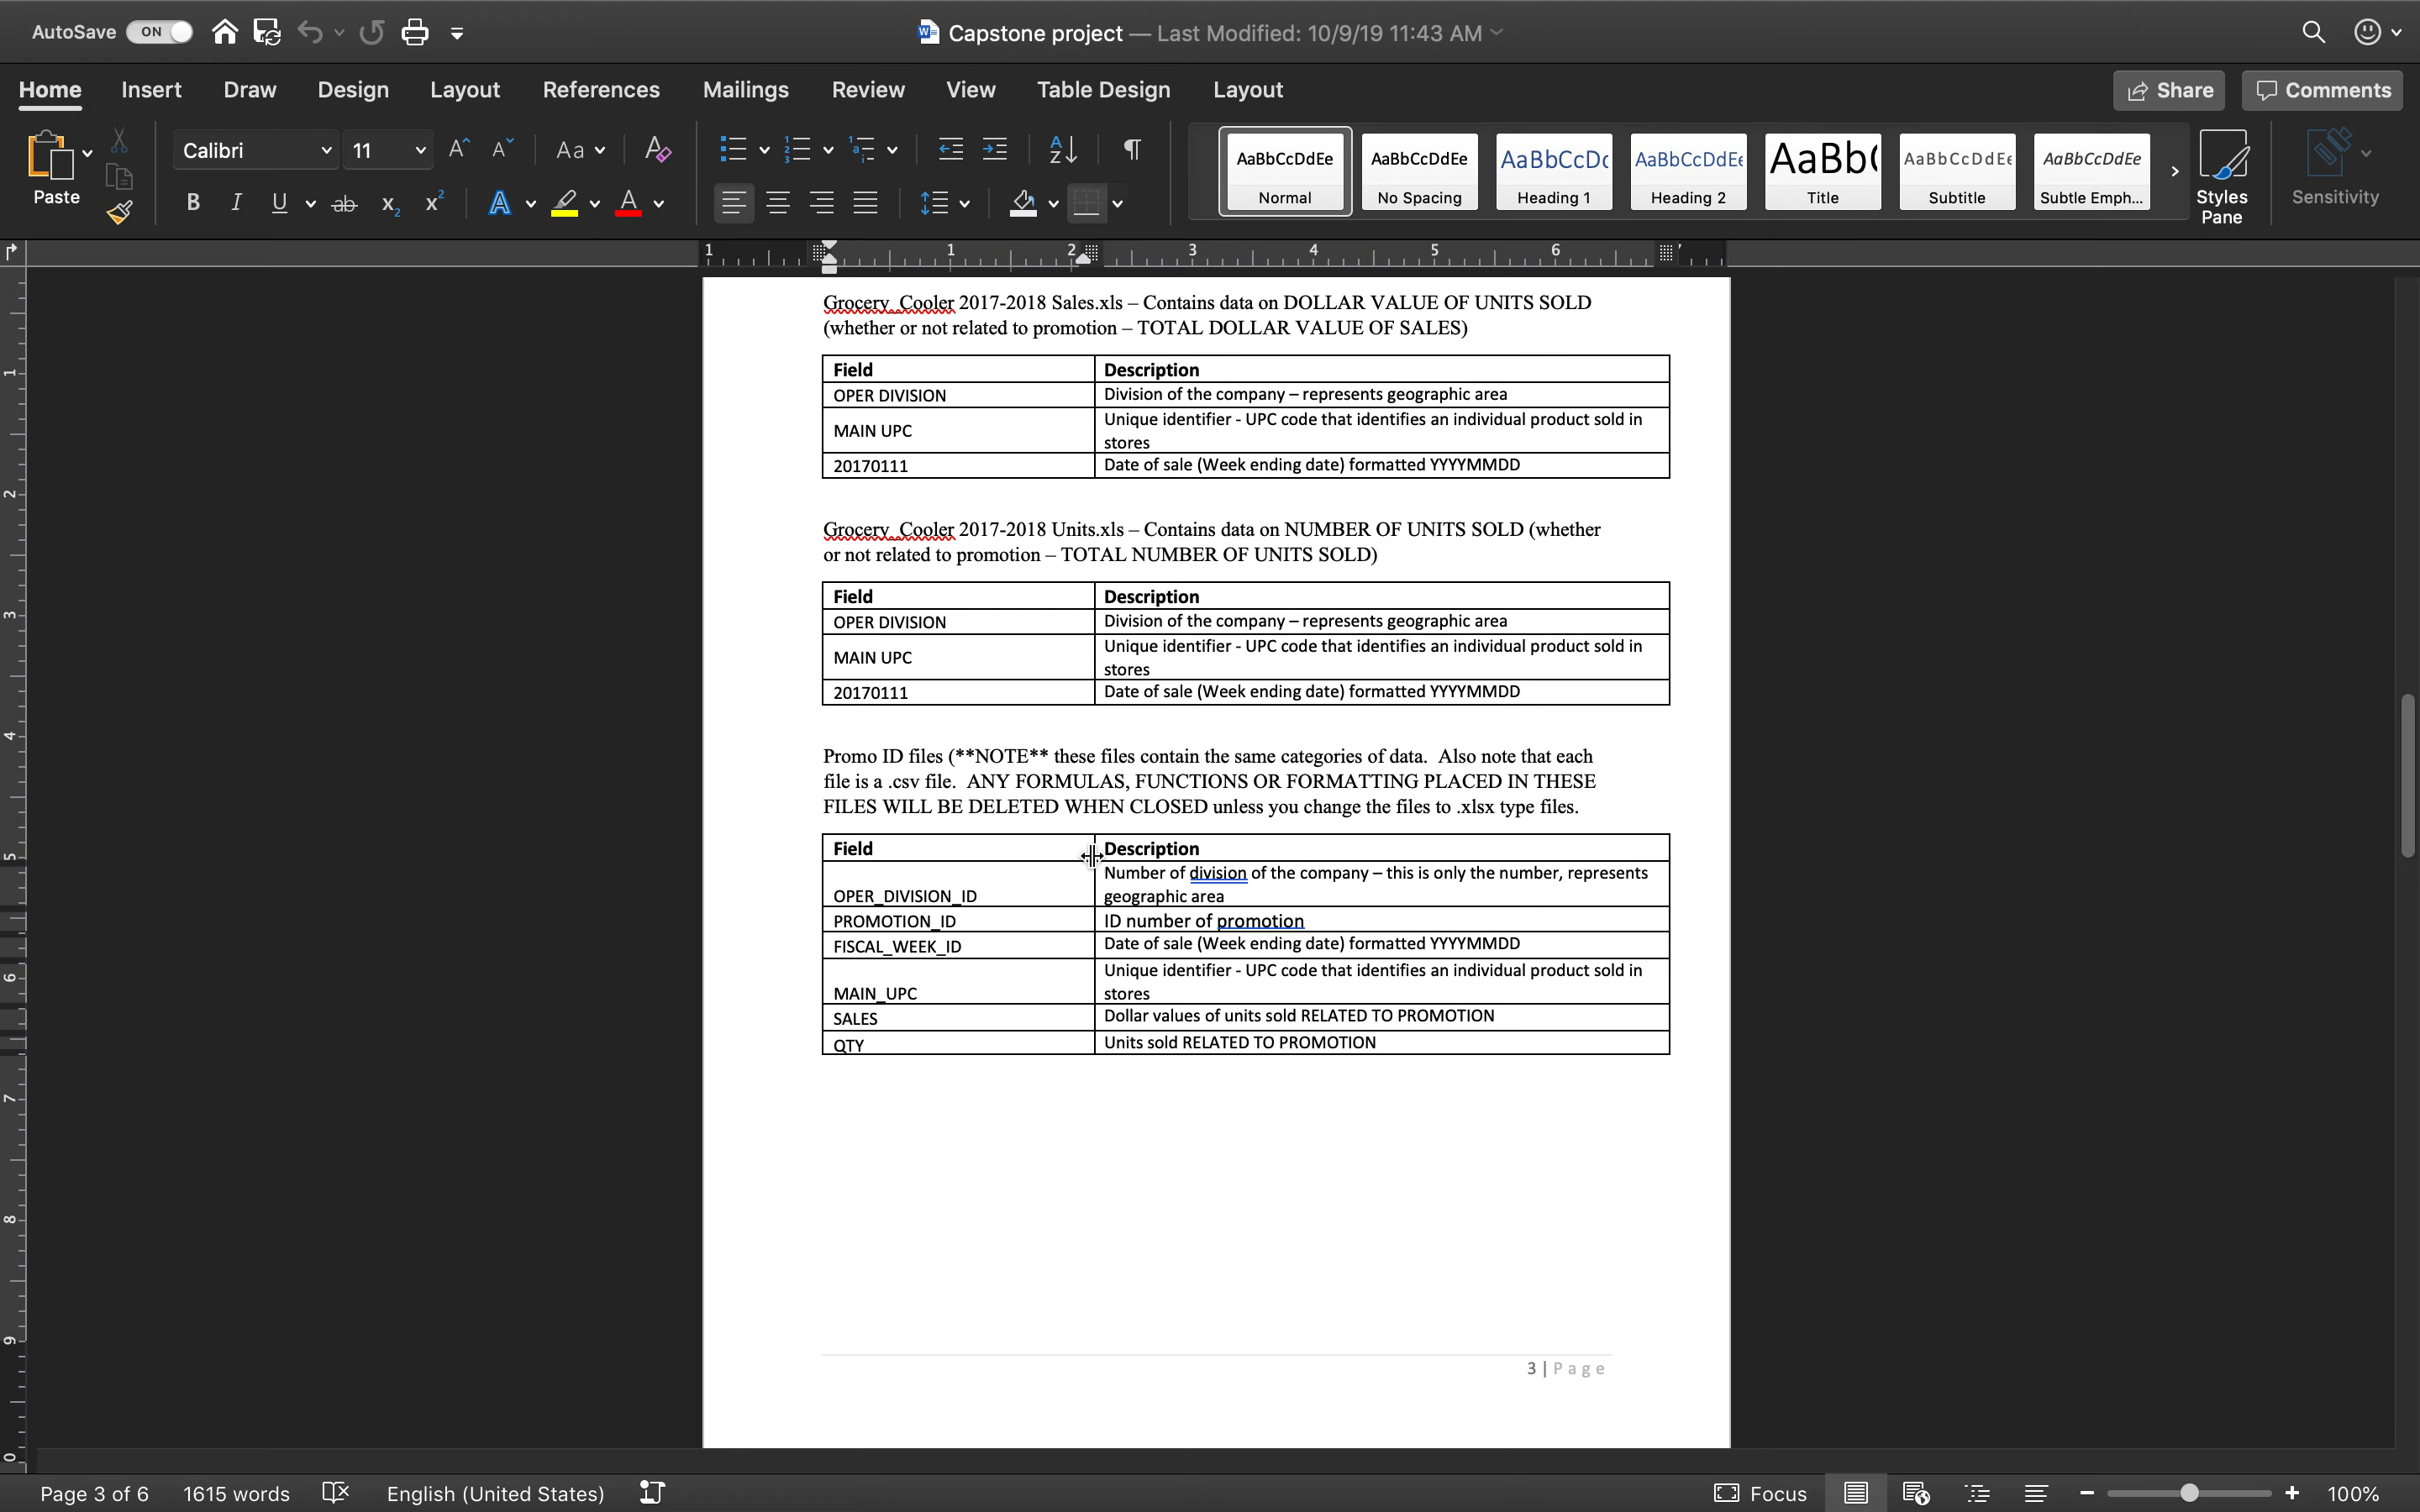 AutoSave ON
Capstone project — Last Modified: 10/9/19 11:43 AM
Home Insert Draw Design Layout References Mailings Review View Table Design Layout Share Comments
Paste
Calibri 11 Aa
AaBbCcDdEe AaBbCcDdEe AaBbCcDc AaBbCcDdEe AaBb( AaBbCcDdEe AaBbCcDdEe
Normal No Spacing Heading 1 Heading 2 Title Subtitle Subtle Emph...
Styles Pane
Sensitivity
1 1 2 3 4 5 6
Grocery_Cooler 2017-2018 Sales.xls – Contains data on DOLLAR VALUE OF UNITS SOLD
(whether or not related to promotion – TOTAL DOLLAR VALUE OF SALES)
Field Description
OPER DIVISION Division of the company – represents geographic area
MAIN UPC Unique identifier - UPC code that identifies an individual product sold in
stores
20170111 Date of sale (Week ending date) formatted YYYYMMDD
Grocery_Cooler 2017-2018 Units.xls – Contains data on NUMBER OF UNITS SOLD (whether
or not related to promotion – TOTAL NUMBER OF UNITS SOLD)
Field Description
OPER DIVISION Division of the company – represents geographic area
MAIN UPC Unique identifier - UPC code that identifies an individual product sold in
stores
20170111 Date of sale (Week ending date) formatted YYYYMMDD
Promo ID files (**NOTE** these files contain the same categories of data.  Also note that each
file is a .csv file.  ANY FORMULAS, FUNCTIONS OR FORMATTING PLACED IN THESE
FILES WILL BE DELETED WHEN CLOSED unless you change the files to .xlsx type files.
Field Description
OPER_DIVISION_ID Number of division of the company – this is only the number, represents
geographic area
PROMOTION_ID ID number of promotion
FISCAL_WEEK_ID Date of sale (Week ending date) formatted YYYYMMDD
MAIN_UPC Unique identifier - UPC code that identifies an individual product sold in
stores
SALES Dollar values of units sold RELATED TO PROMOTION
QTY Units sold RELATED TO PROMOTION
3 | Page
Page 3 of 6 1615 words English (United States) Focus 100%